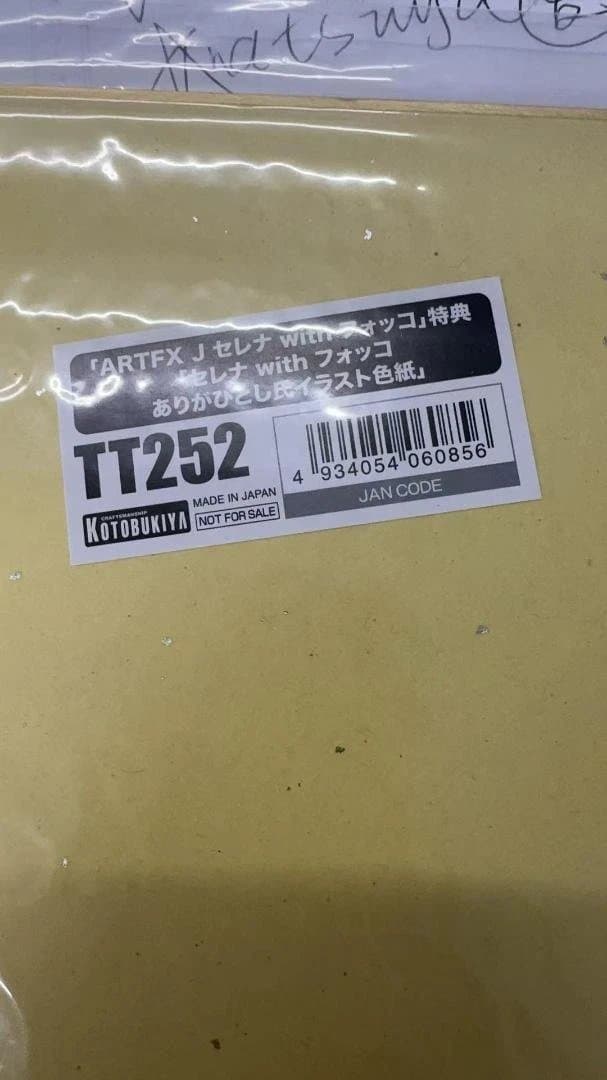 「ARTFX J セレナ with フォッコ」特典
「セレナ with フォッコ
ありがひとし氏イラスト色紙」
TT252
4 934054 060856
JAN CODE
CRAFTSMANSHIP
KOTOBUKIYA
MADE IN JAPAN
NOT FOR SALE